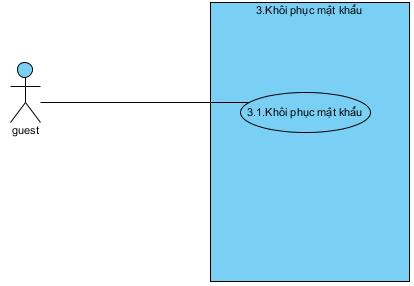 3.Khôi phục mật khẩu
3.1.Khôi phục mật khẩu
guest